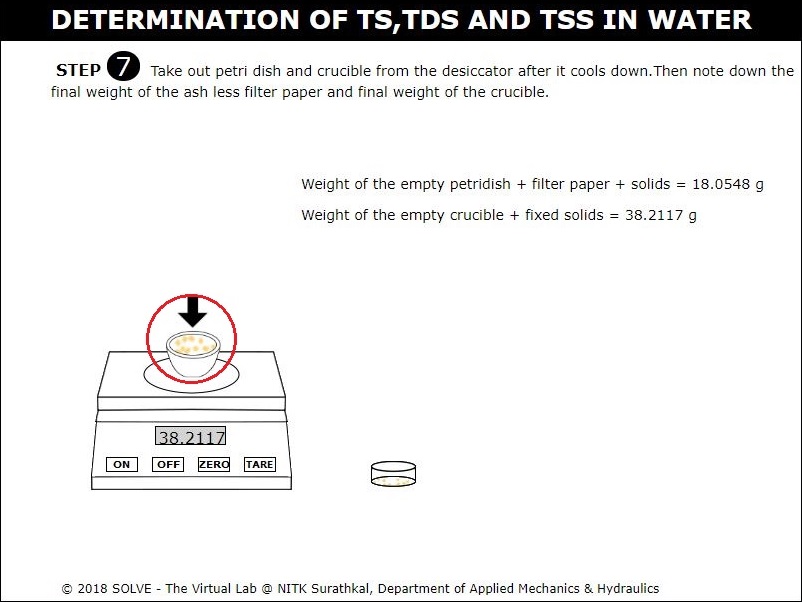 DETERMINATION OF TS,TDS AND TSS IN WATER
STEP 7 Take out petri dish and crucible from the desiccator after it cools down.Then note down the
final weight of the ash less filter paper and final weight of the crucible.
Weight of the empty petridish + filter paper + solids = 18.0548 g
Weight of the empty crucible + fixed solids = 38.2117 g
38.2117
ON OFF ZERO TARE
© 2018 SOLVE - The Virtual Lab @ NITK Surathkal, Department of Applied Mechanics & Hydraulics